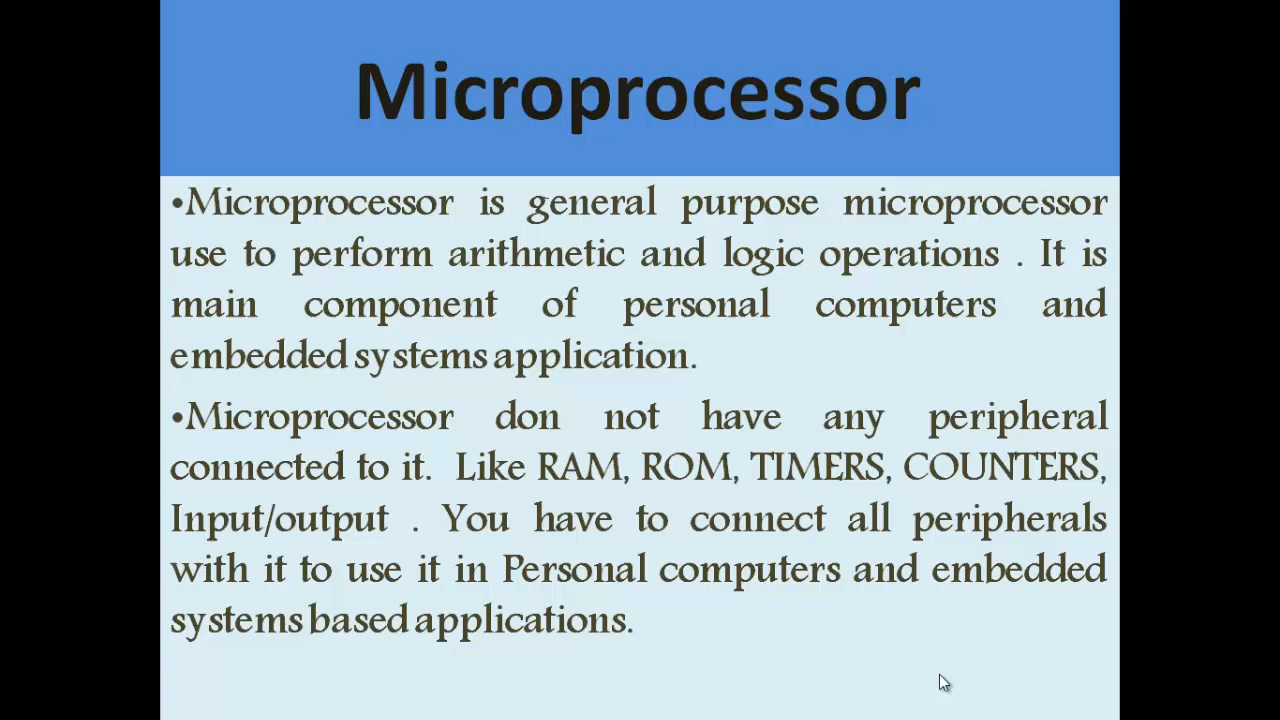 Microprocessor
•Microprocessor is general purpose microprocessor
use to perform arithmetic and logic operations . It is
main component of personal computers and
embedded systems application.
•Microprocessor don not have any peripheral
connected to it. Like RAM, ROM, TIMERS, COUNTERS,
Input/output . You have to connect all peripherals
with it to use it in Personal computers and embedded
systems based applications.